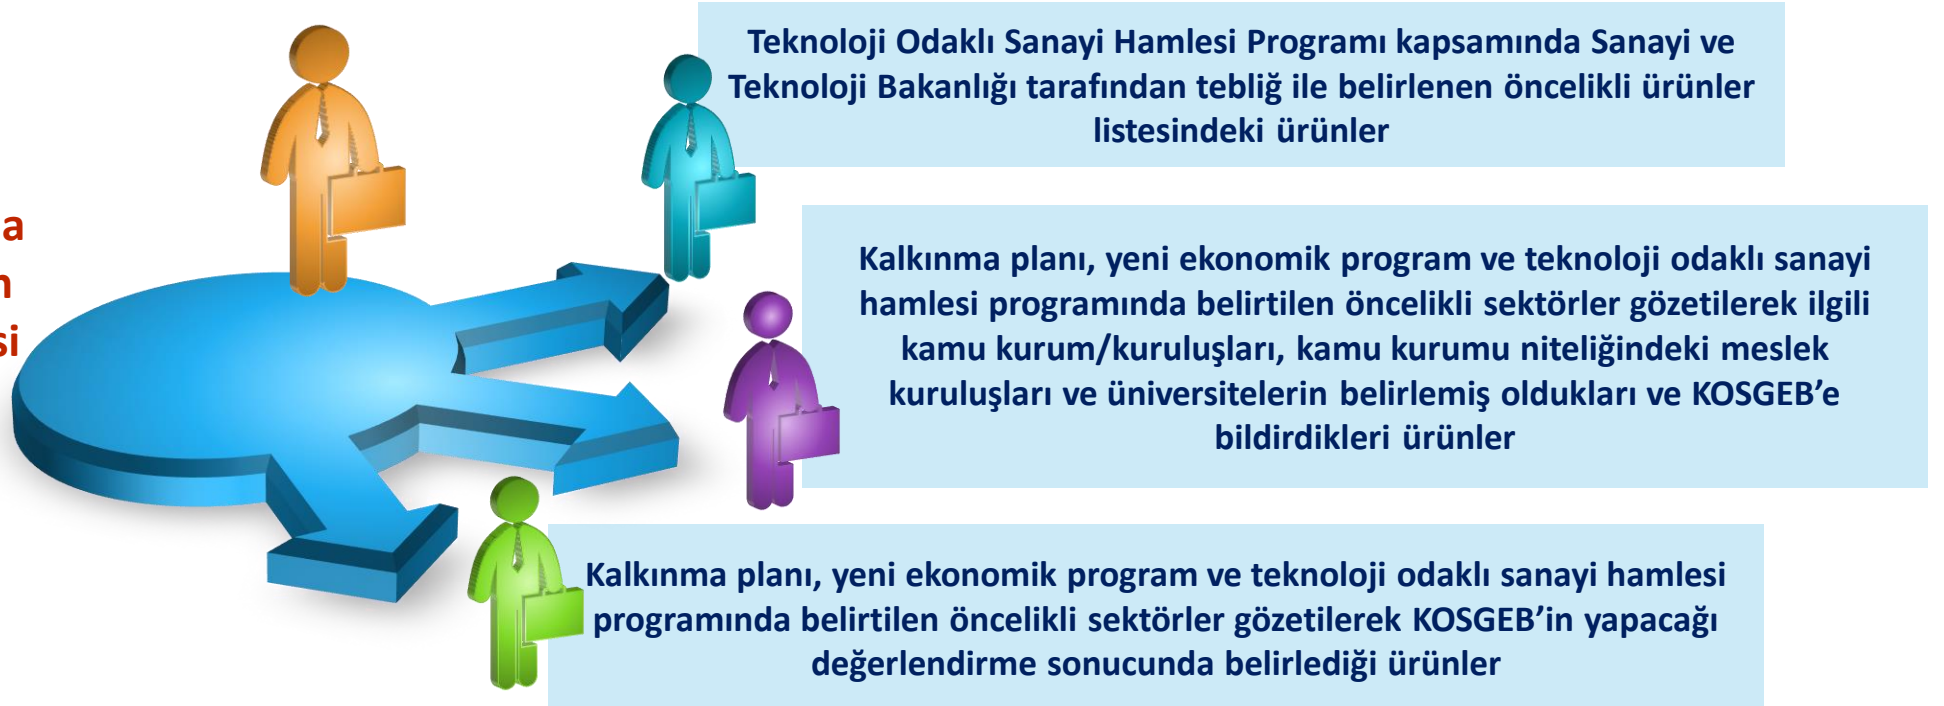 Teknoloji Odaklı Sanayi Hamlesi Programı kapsamında Sanayi ve
Teknoloji Bakanlığı tarafından tebliğ ile belirlenen öncelikli ürünler
listesindeki ürünler
Kalkınma planı, yeni ekonomik program ve teknoloji odaklı sanayi
hamlesi programında belirtilen öncelikli sektörler gözetilerek ilgili
kamu kurum/kuruluşları, kamu kurumu niteliğindeki meslek
kuruluşları ve üniversitelerin belirlemiş oldukları ve KOSGEB’e
bildirdikleri ürünler
Kalkınma planı, yeni ekonomik program ve teknoloji odaklı sanayi hamlesi
programında belirtilen öncelikli sektörler gözetilerek KOSGEB’in yapacağı
değerlendirme sonucunda belirlediği ürünler